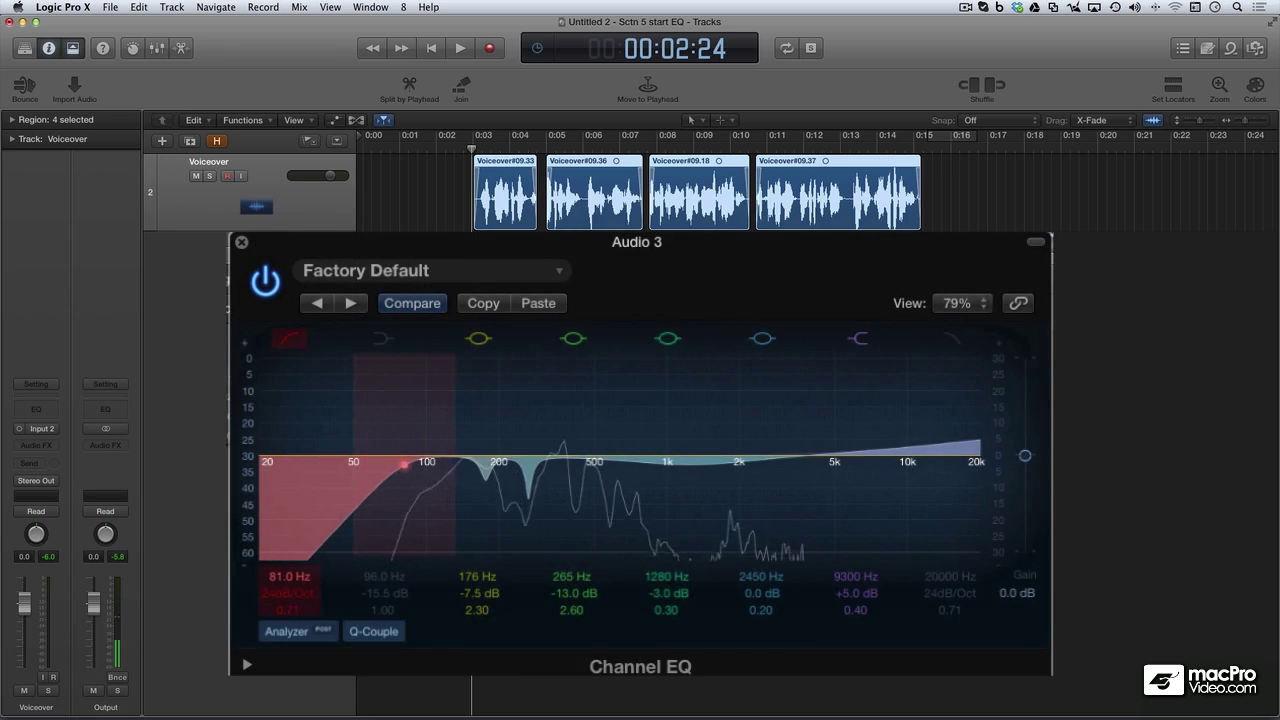 Logic Pro X File Edit Track Navigate Record Mix View Window 8 Help
Untitled 2 - Sctn 5 start EQ - Tracks
00:00:02:24
Bounce Import Audio Split by Playhead Join Move to Playhead Shuffle Set Locators Zoom Colors
Region: 4 selected Edit Functions View Snap: Off Drag: X-Fade
Track: Voiceover H 0:00 0:01 0:02 0:03 0:04 0:05 0:06 0:07 0:08 0:09 0:10 0:11 0:12 0:13 0:14 0:15 0:16 0:17 0:18 0:19 0:20 0:21 0:22 0:23 0:24
Voiceover Voiceover#09.33 Voiceover#09.36 Voiceover#09.18 Voiceover#09.37
M S R I
2
Audio 3
Factory Default
Compare Copy Paste View: 79%
+ +
0 30
5 25
10 20
15 15
20 10
25 5
30 20 50 100 200 500 1k 2k 5k 10k 20k 0
35 5
40 10
45 15
50 20
55 25
60 30
- -
81.0 Hz 96.0 Hz 176 Hz 265 Hz 1280 Hz 2450 Hz 9300 Hz 20000 Hz Gain
24dB/Oct -15.5 dB -7.5 dB -13.0 dB -3.0 dB 0.0 dB +5.0 dB 24dB/Oct 0.0 dB
0.71 1.00 2.30 2.60 0.30 0.20 0.40 0.71
Analyzer POST Q-Couple
Channel EQ
Setting Setting
EQ EQ
Input 2
Audio FX Audio FX
Send
Stereo Out
Read Read
0.0 -6.0 0.0 -5.8
I R Bnce
M S M S
Voiceover Output
macPro
Video.com